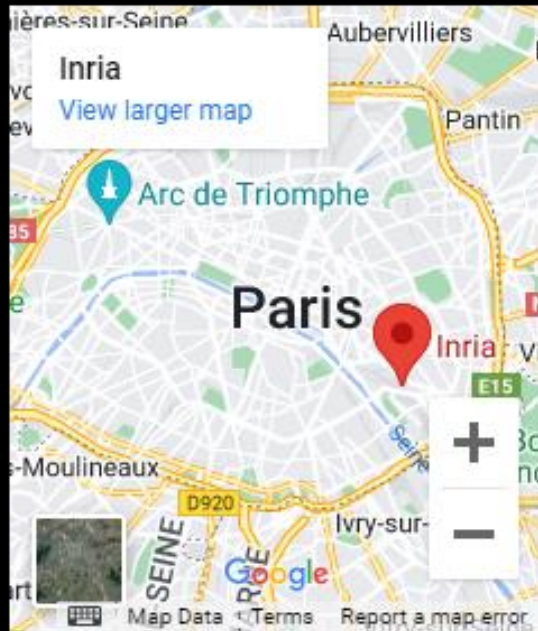 ières-sur-Seine
Aubervilliers
Inria
View larger map
Pantin
Arc de Triomphe
Paris
Inria
E15
Seine
-Moulineaux
D920
Ivry-sur-
SEINE
Google
Map Data
Terms
Report a map error